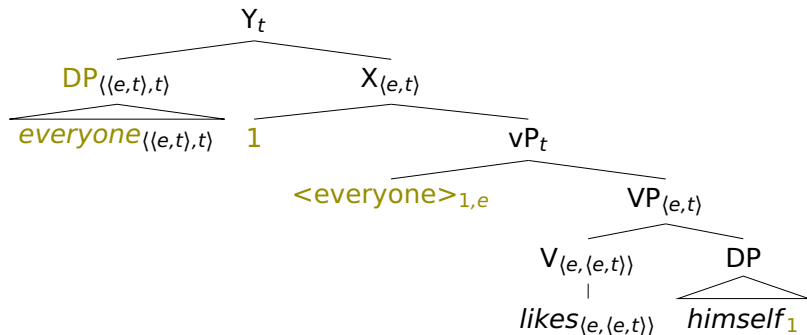 Y_t
DP_⟨⟨e,t⟩,t⟩ X_⟨e,t⟩
everyone_⟨⟨e,t⟩,t⟩ 1 vP_t
<everyone>_1,e VP_⟨e,t⟩
V_⟨e,⟨e,t⟩⟩ DP
likes_⟨e,⟨e,t⟩⟩ himself_1